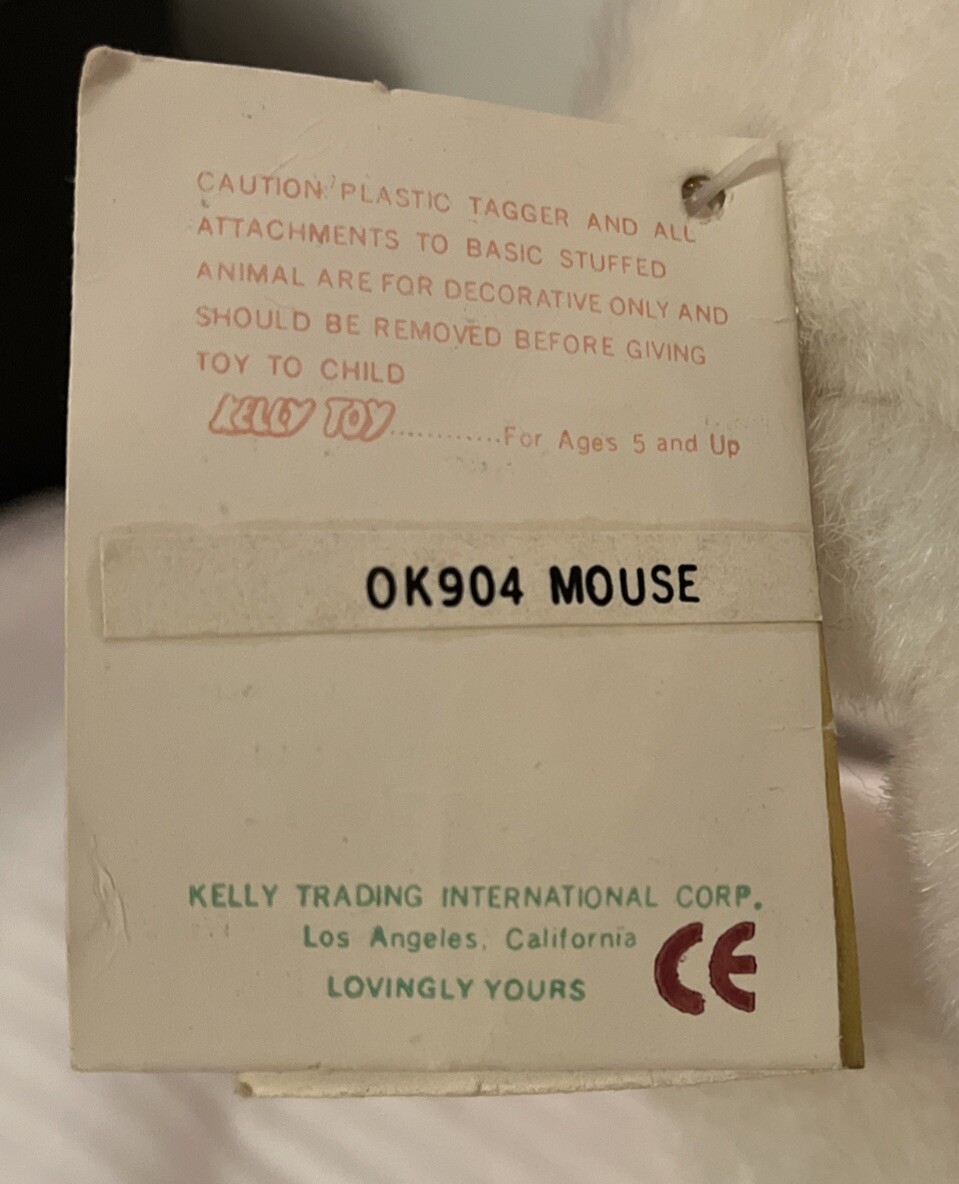 CAUTION: PLASTIC TAGGER AND ALL
ATTACHMENTS TO BASIC STUFFED
ANIMAL ARE FOR DECORATIVE ONLY AND
SHOULD BE REMOVED BEFORE GIVING
TOY TO CHILD
KELLY TOY............For Ages 5 and Up
OK904 MOUSE
KELLY TRADING INTERNATIONAL CORP.
Los Angeles, California
CE
LOVINGLY YOURS